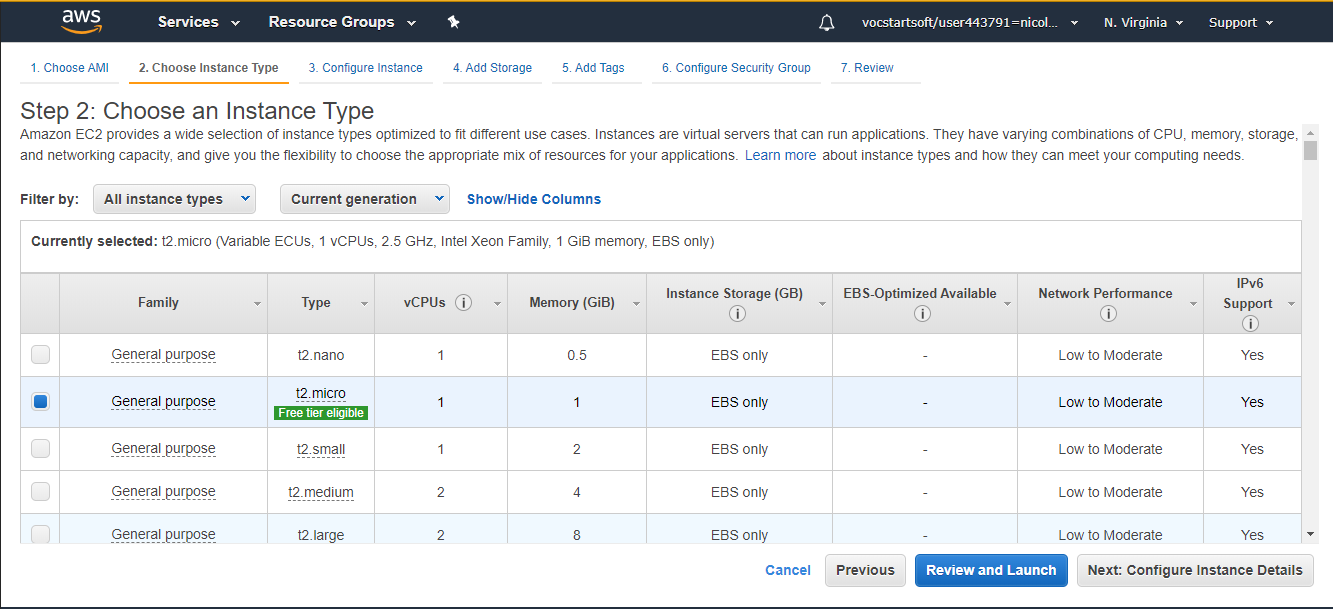 aws Services Resource Groups vocstartsoft/user443791=nicol... N. Virginia Support
1. Choose AMI 2. Choose Instance Type 3. Configure Instance 4. Add Storage 5. Add Tags 6. Configure Security Group 7. Review
Step 2: Choose an Instance Type
Amazon EC2 provides a wide selection of instance types optimized to fit different use cases. Instances are virtual servers that can run applications. They have varying combinations of CPU, memory, storage,
and networking capacity, and give you the flexibility to choose the appropriate mix of resources for your applications. Learn more about instance types and how they can meet your computing needs.
Filter by: All instance types Current generation Show/Hide Columns
Currently selected: t2.micro (Variable ECUs, 1 vCPUs, 2.5 GHz, Intel Xeon Family, 1 GiB memory, EBS only)
Family Type vCPUs i Memory (GiB) Instance Storage (GB) i EBS-Optimized Available i Network Performance i IPv6 Support i
General purpose t2.nano 1 0.5 EBS only - Low to Moderate Yes
General purpose t2.micro Free tier eligible 1 1 EBS only - Low to Moderate Yes
General purpose t2.small 1 2 EBS only - Low to Moderate Yes
General purpose t2.medium 2 4 EBS only - Low to Moderate Yes
General purpose t2.large 2 8 EBS only - Low to Moderate Yes
Cancel Previous Review and Launch Next: Configure Instance Details